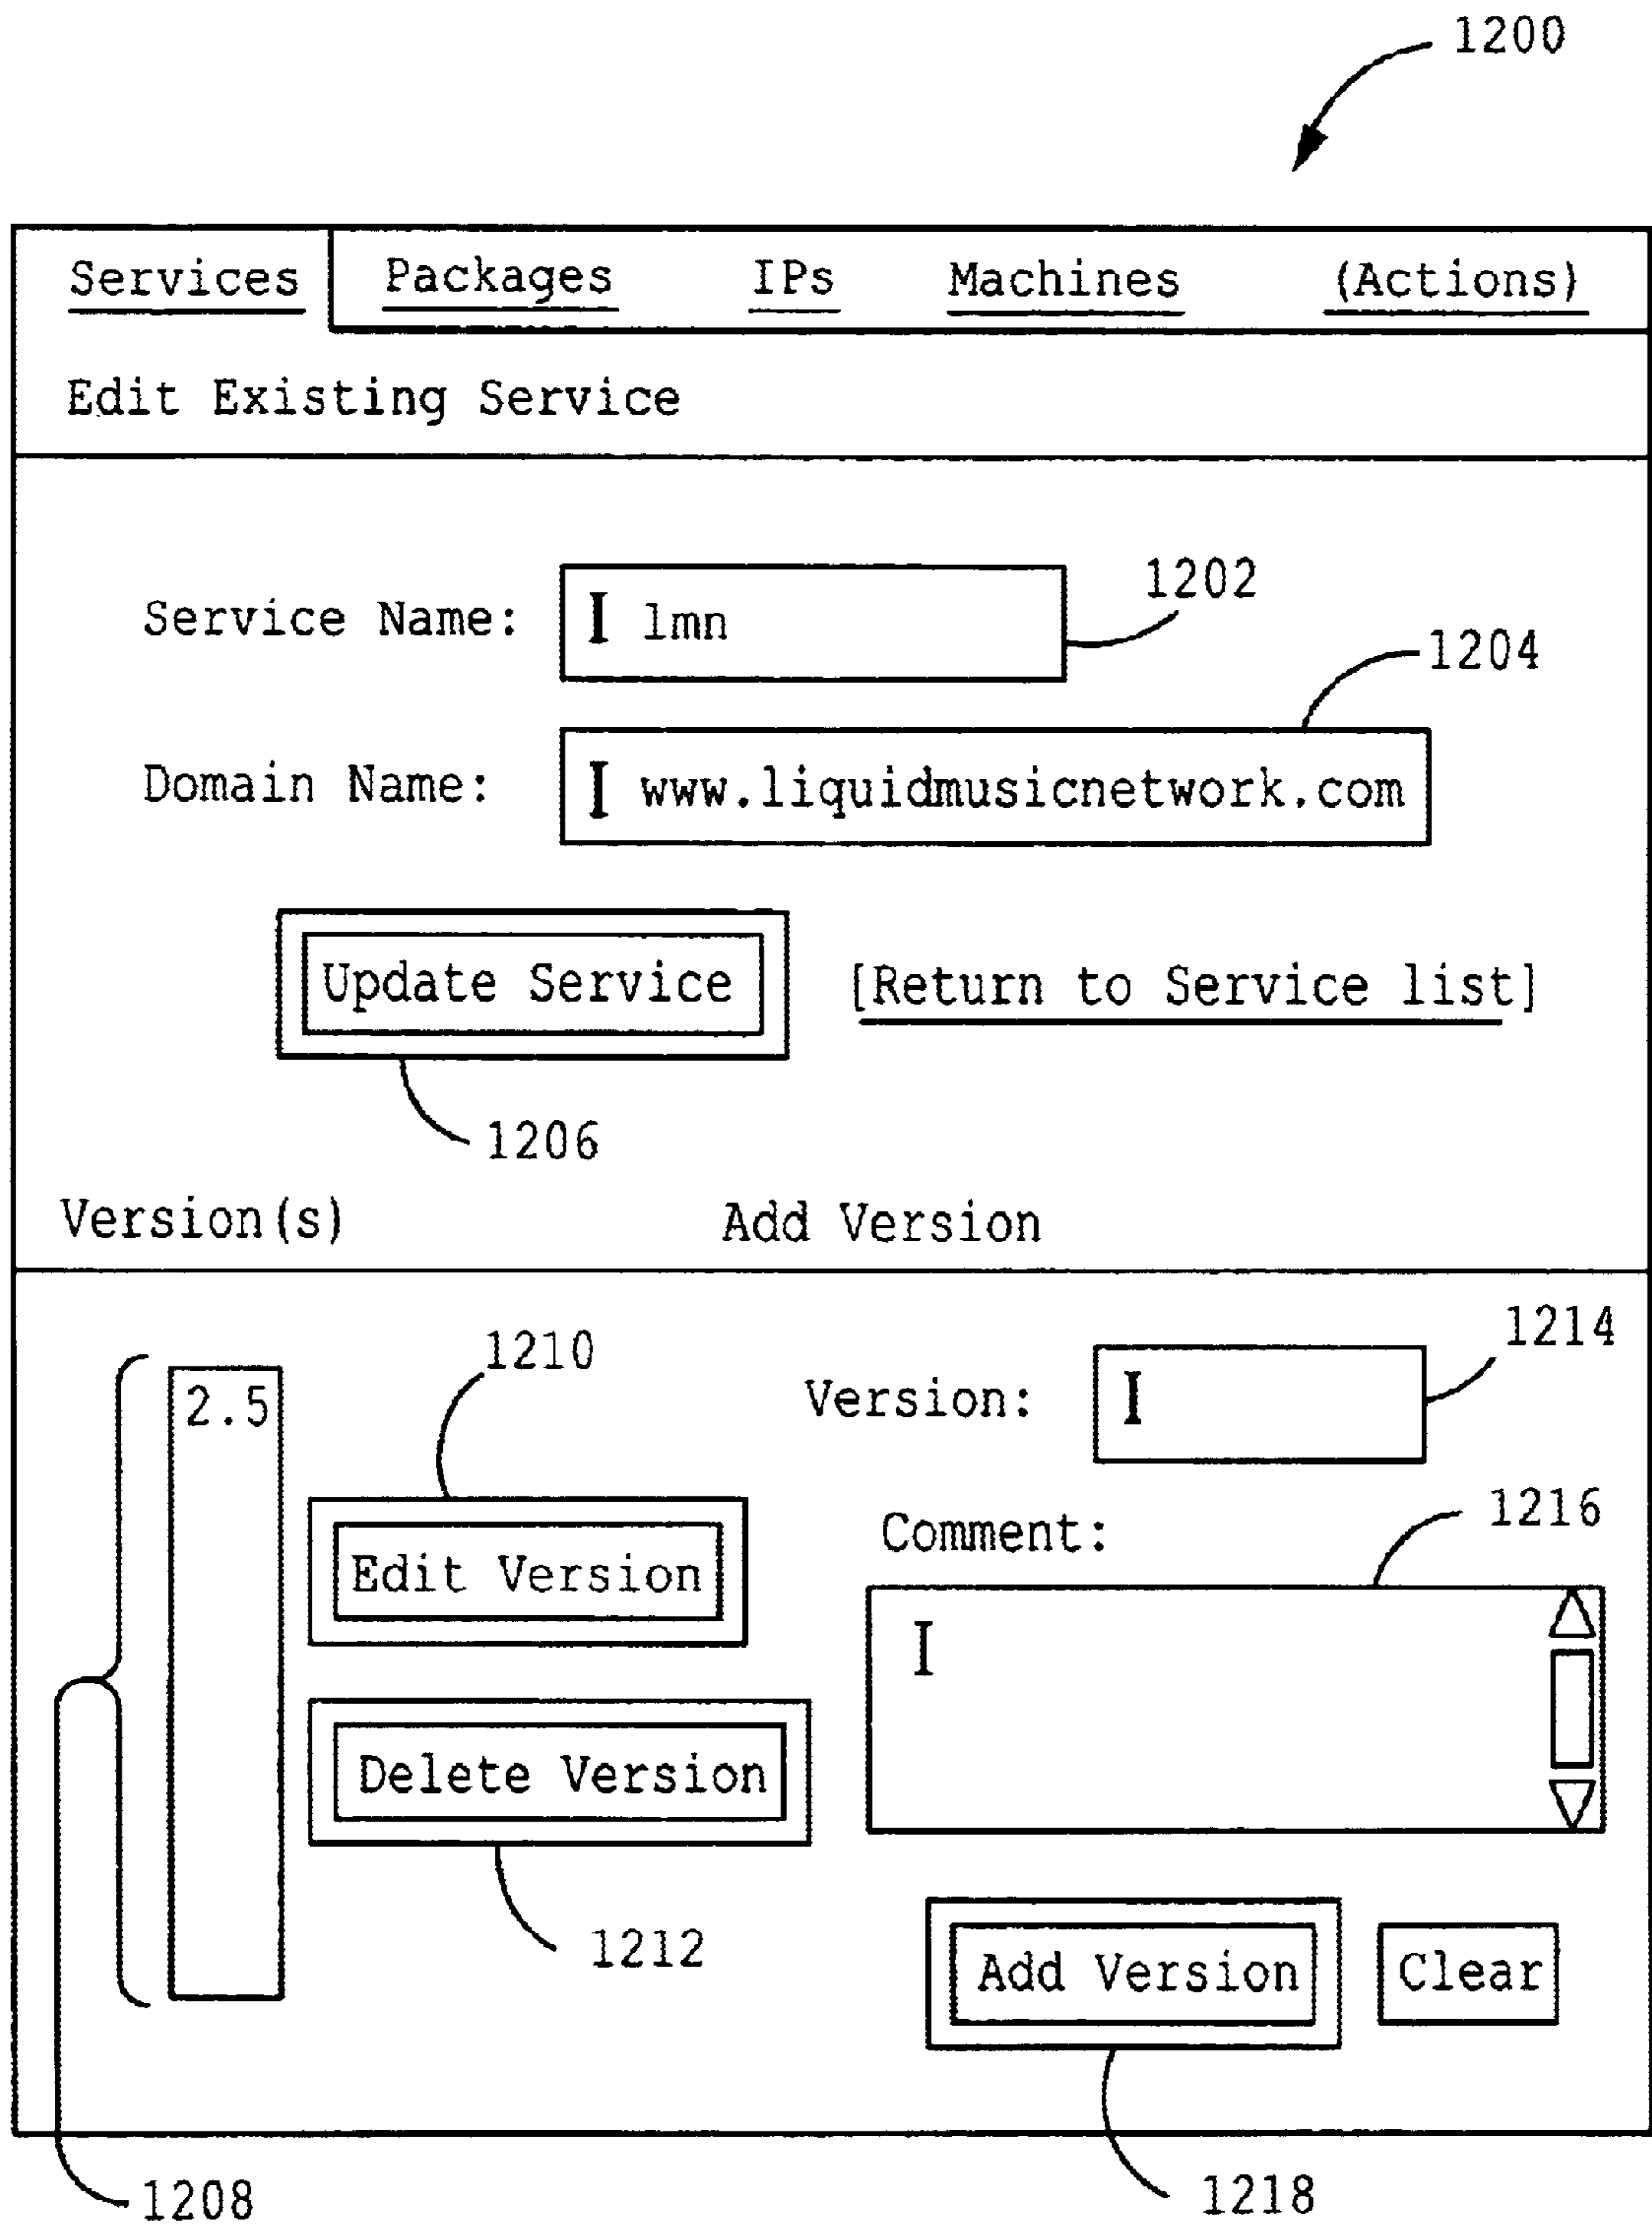 1200
Services Packages IPs Machines (Actions)
Edit Existing Service
Service Name: lmn 1202
1204
Domain Name: www.liquidmusicnetwork.com
Update Service [Return to Service list]
1206
Version(s) Add Version
1210 1214
2.5 Version:
1216
Comment:
Edit Version
Delete Version
1212
Add Version Clear
1208 1218